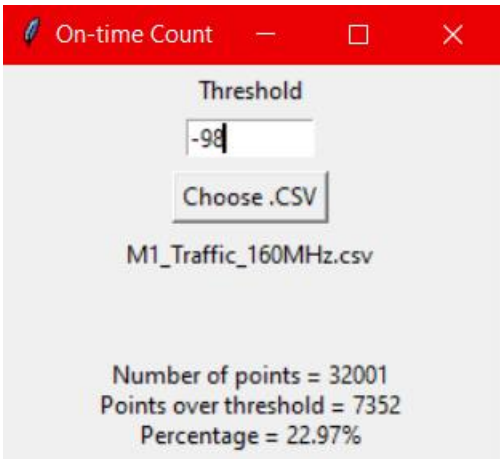 On-time Count
Threshold
-98
Choose .CSV
M1_Traffic_160MHz.csv
Number of points = 32001
Points over threshold = 7352
Percentage = 22.97%